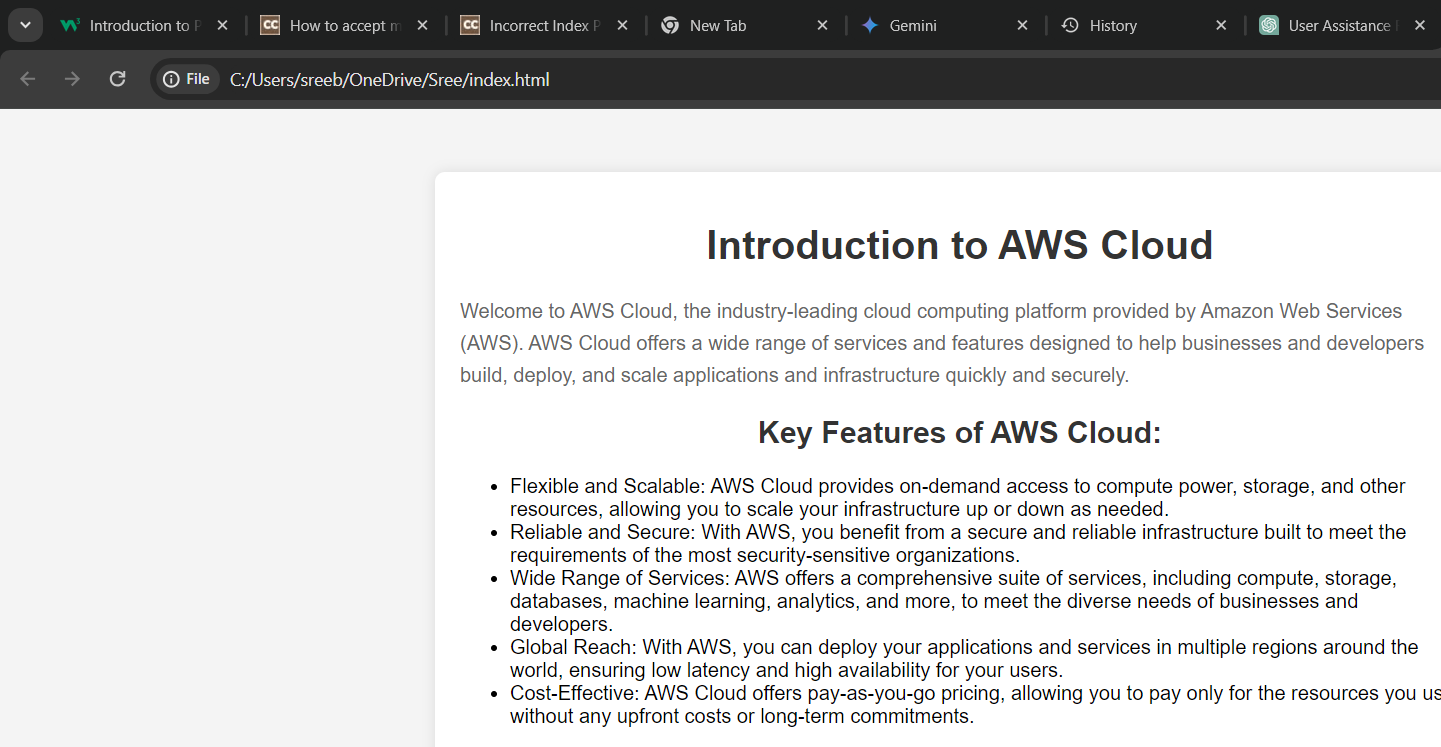 Introduction to P
How to accept m
Incorrect Index P
New Tab
Gemini
History
User Assistance
File
C:/Users/sreeb/OneDrive/Sree/index.html
Introduction to AWS Cloud
Welcome to AWS Cloud, the industry-leading cloud computing platform provided by Amazon Web Services
(AWS). AWS Cloud offers a wide range of services and features designed to help businesses and developers
build, deploy, and scale applications and infrastructure quickly and securely.
Key Features of AWS Cloud:
• Flexible and Scalable: AWS Cloud provides on-demand access to compute power, storage, and other
resources, allowing you to scale your infrastructure up or down as needed.
• Reliable and Secure: With AWS, you benefit from a secure and reliable infrastructure built to meet the
requirements of the most security-sensitive organizations.
• Wide Range of Services: AWS offers a comprehensive suite of services, including compute, storage,
databases, machine learning, analytics, and more, to meet the diverse needs of businesses and
developers.
• Global Reach: With AWS, you can deploy your applications and services in multiple regions around the
world, ensuring low latency and high availability for your users.
• Cost-Effective: AWS Cloud offers pay-as-you-go pricing, allowing you to pay only for the resources you us
without any upfront costs or long-term commitments.